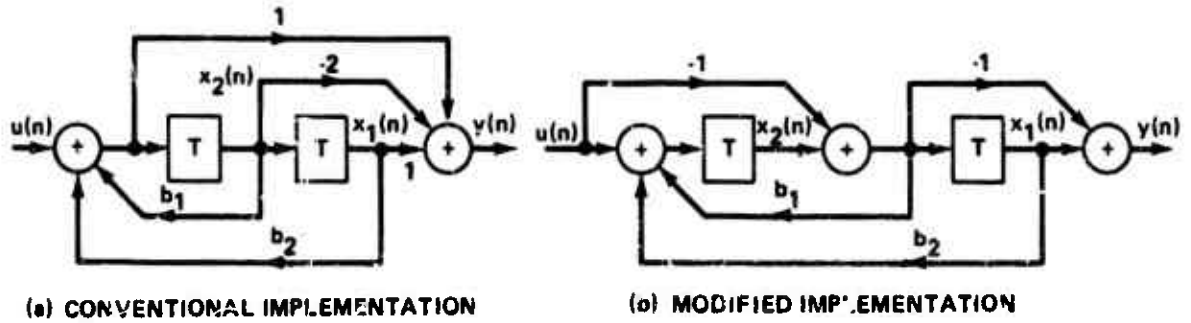 1
-2
x2(n)
u(n)
+
T
T
x1(n)
+
y(n)
1
b1
b2
(a) CONVENTIONAL IMPLEMENTATION
-1
-1
u(n)
+
T
x2(n)
+
T
x1(n)
+
y(n)
b1
b2
(b) MODIFIED IMPLEMENTATION